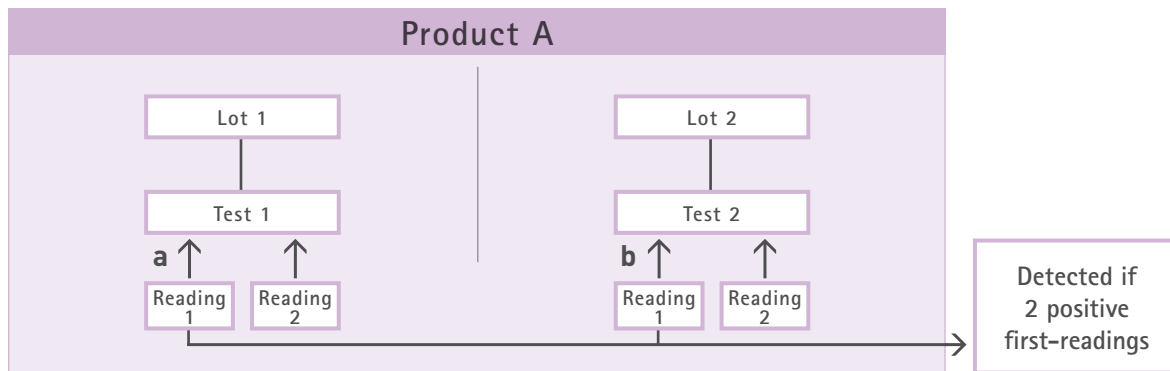 Product A
Lot 1
Lot 2
Test 1
Test 2
a
b
Reading
1
Reading
2
Reading
1
Reading
2
Detected if
2 positive
first-readings